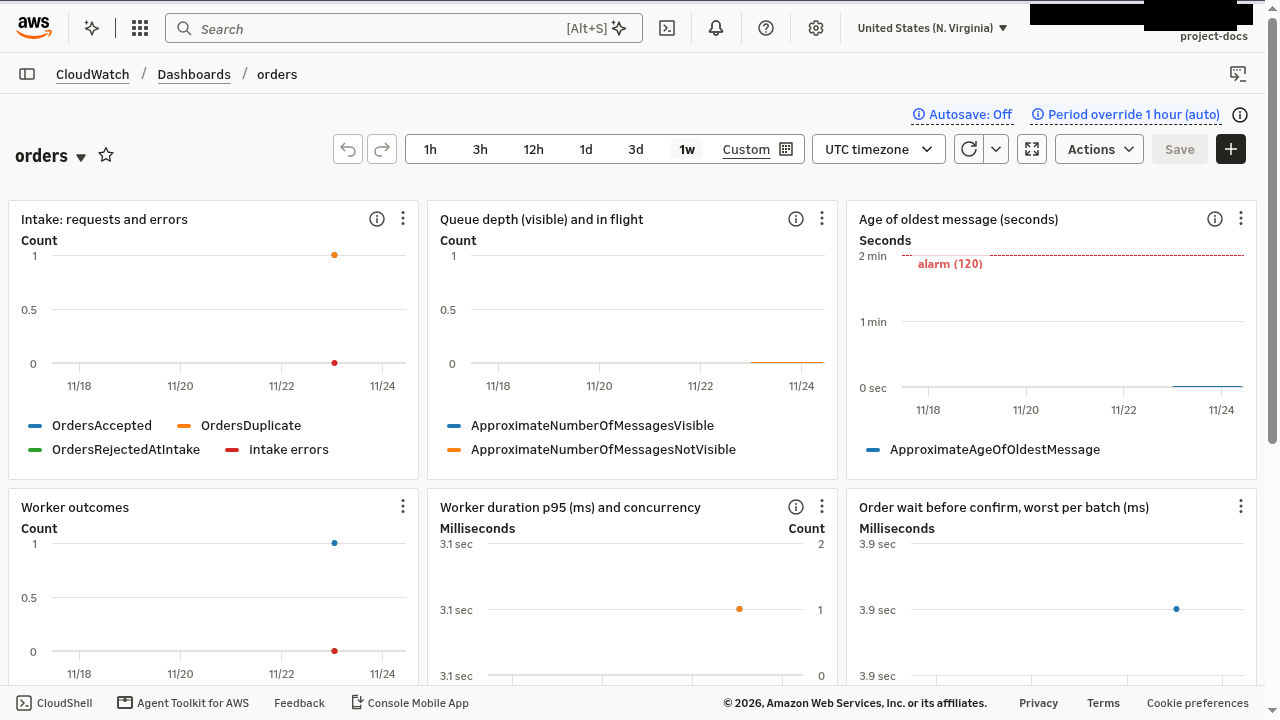 aws
Search [Alt+S]
United States (N. Virginia)
project-docs
CloudWatch / Dashboards / orders
Autosave: Off Period override 1 hour (auto)
orders
1h 3h 12h 1d 3d 1w Custom UTC timezone Actions Save
Intake: requests and errors
Count
1
0.5
0
11/18 11/20 11/22 11/24
OrdersAccepted OrdersDuplicate
OrdersRejectedAtIntake intake errors
Queue depth (visible) and in flight
Count
1
0.5
0
11/18 11/20 11/22 11/24
ApproximateNumberOfMessagesVisible
ApproximateNumberOfMessagesNotVisible
Age of oldest message (seconds)
Seconds
2 min
alarm (120)
1 min
0 sec
11/18 11/20 11/22 11/24
ApproximateAgeOfOldestMessage
Worker outcomes
Count
1
0.5
0
11/18 11/20 11/22 11/24
Worker duration p95 (ms) and concurrency
Milliseconds Count
3.1 sec 2
3.1 sec 1
3.1 sec 0
Order wait before confirm, worst per batch (ms)
Milliseconds
3.9 sec
3.9 sec
3.9 sec
CloudShell Agent Toolkit for AWS Feedback Console Mobile App © 2026, Amazon Web Services, Inc. or its affiliates. Privacy Terms Cookie preferences